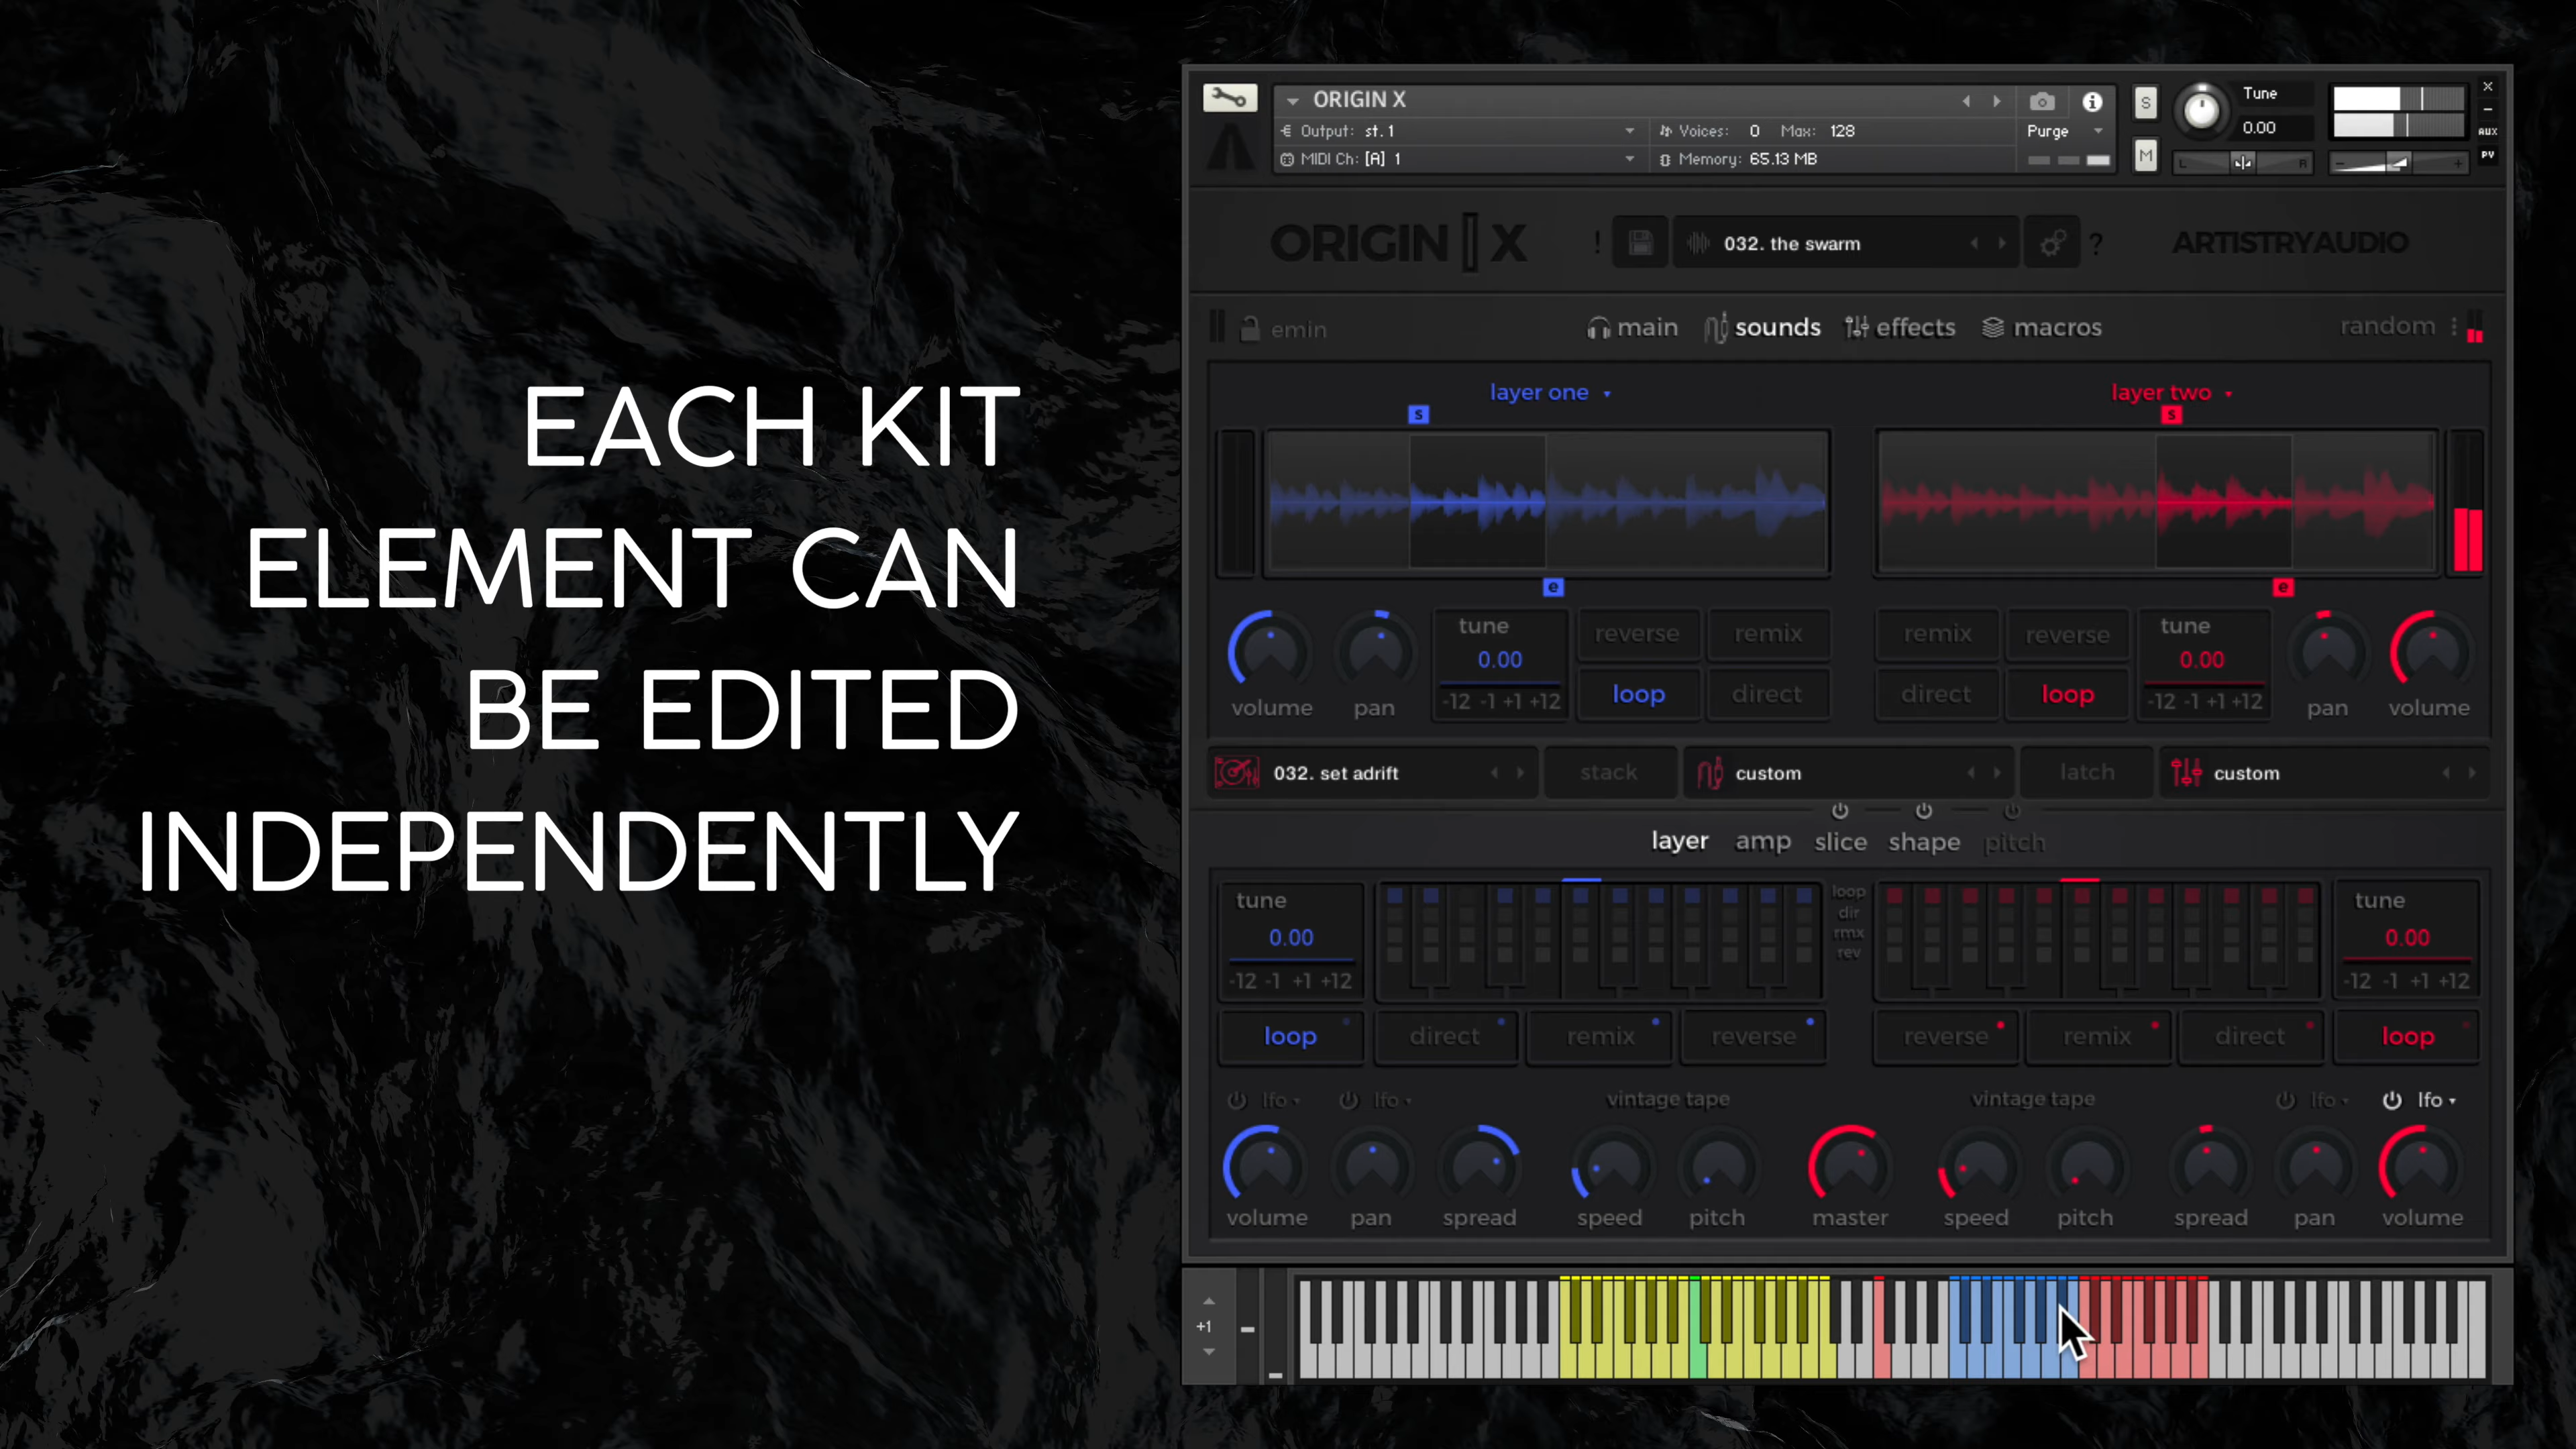 EACH KIT
ELEMENT CAN
BE EDITED
INDEPENDENTLY
ORIGIN X
Output: st. 1
Voices: 0 Max: 128
Purge
MIDI Ch: [A] 1
Memory: 65.13 MB
S
M
Tune
0.00
L R
- +
×
-
AUX
PV
ORIGIN X
!
032. the swarm
?
ARTISTRYAUDIO
emin
main
sounds
effects
macros
random
layer one
layer two
s
s
e
e
volume
pan
tune
0.00
-12 -1 +1 +12
reverse
remix
loop
direct
remix
reverse
direct
loop
tune
0.00
-12 -1 +1 +12
pan
volume
032. set adrift
stack
custom
latch
custom
layer
amp
slice
shape
pitch
tune
0.00
-12 -1 +1 +12
loop
dir
rmx
rev
tune
0.00
-12 -1 +1 +12
loop
direct
remix
reverse
reverse
remix
direct
loop
lfo
lfo
vintage tape
vintage tape
lfo
lfo
volume
pan
spread
speed
pitch
master
speed
pitch
spread
pan
volume
+1